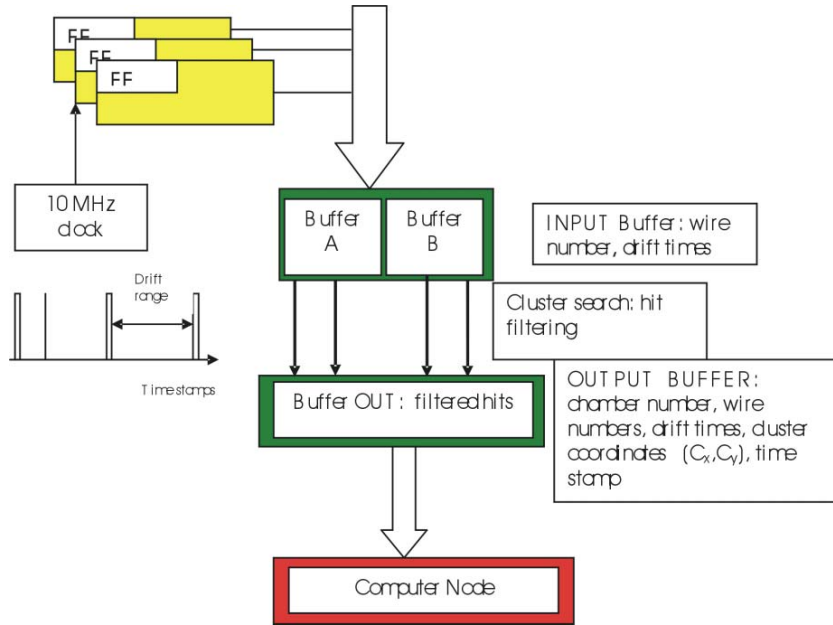 FF
FF
FF
10 MHz
clock
Buffer
A
Buffer
B
INPUT Buffer: wire
number, drift times
Drift
range
Timestamps
Cluster search: hit
filtering
Buffer OUT: filtered hits
OUTPUT BUFFER:
chamber number, wire
numbers, drift times, cluster
coordinates (Cx,Cy), time
stamp
Computer Node